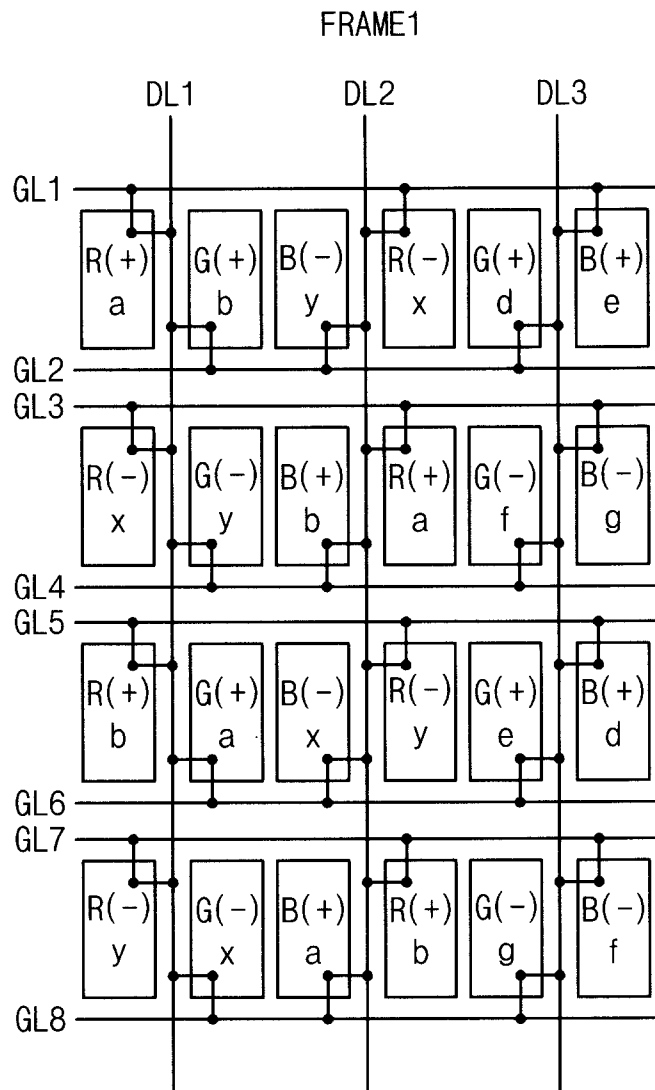 FRAME1
DL1 DL2 DL3
GL1
R(+) G(+) B(-) R(-) G(+) B(+)
a b y x d e
GL2
GL3
R(-) G(-) B(+) R(+) G(-) B(-)
x y b a f g
GL4
GL5
R(+) G(+) B(-) R(-) G(+) B(+)
b a x y e d
GL6
GL7
R(-) G(-) B(+) R(+) G(-) B(-)
y x a b g f
GL8